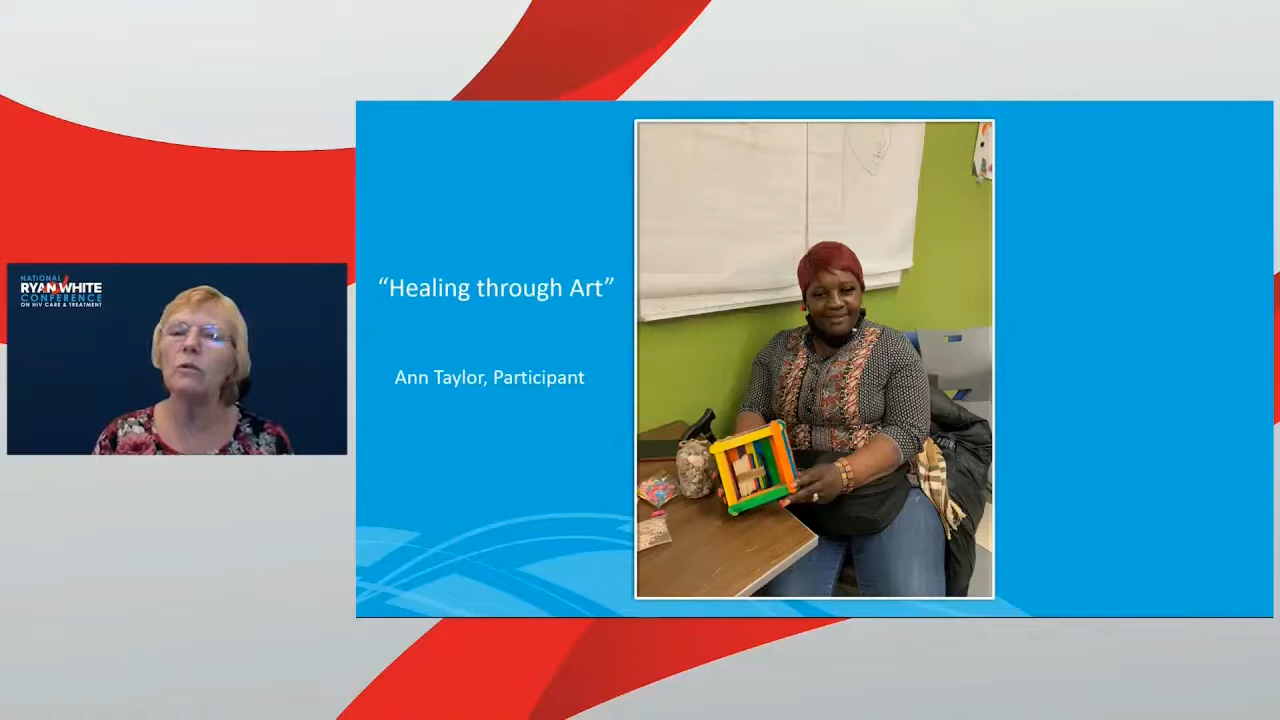 NATIONAL
RYAN WHITE
CONFERENCE
ON HIV CARE & TREATMENT
“Healing through Art”
Ann Taylor, Participant